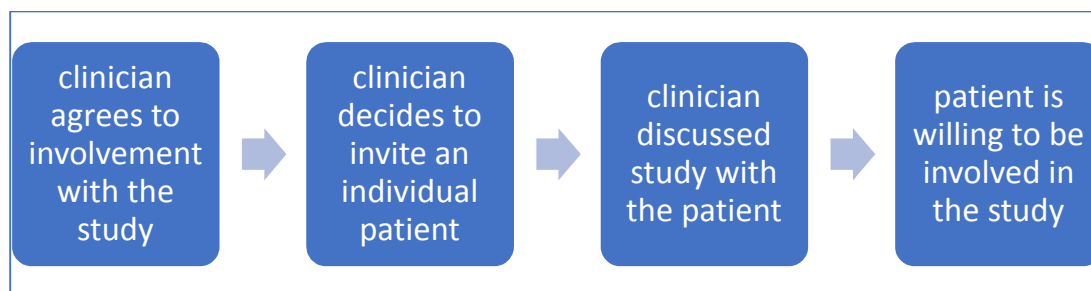 clinician
agrees to
involvement
with the
study
clinician
decides to
invite an
individual
patient
clinician
discussed
study with
the patient
patient is
willing to be
involved in
the study